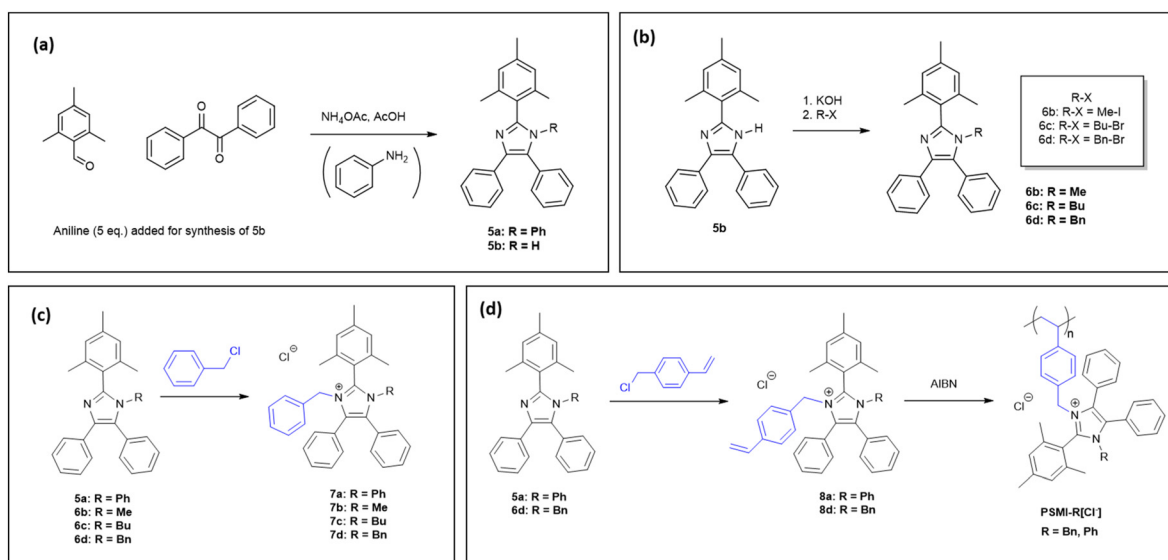 (a)
O
O
O
NH4OAc, AcOH
NH2
N
N
R
Aniline (5 eq.) added for synthesis of 5b
5a: R = Ph
5b: R = H
(b)
N
N
H
5b
1. KOH
2. R-X
N
N
R
6b: R = Me
6c: R = Bu
6d: R = Bn
R-X
6b: R-X = Me-I
6c: R-X = Bu-Br
6d: R-X = Bn-Br
(c)
N
N
R
5a: R = Ph
6b: R = Me
6c: R = Bu
6d: R = Bn
Cl
Cl⊖
N
+
N
R
7a: R = Ph
7b: R = Me
7c: R = Bu
7d: R = Bn
(d)
N
N
R
5a: R = Ph
6d: R = Bn
Cl
Cl⊖
N
+
N
R
8a: R = Ph
8d: R = Bn
AIBN
n
Cl⊖
N
+
N
R
PSMI-R[Cl-]
R = Bn, Ph